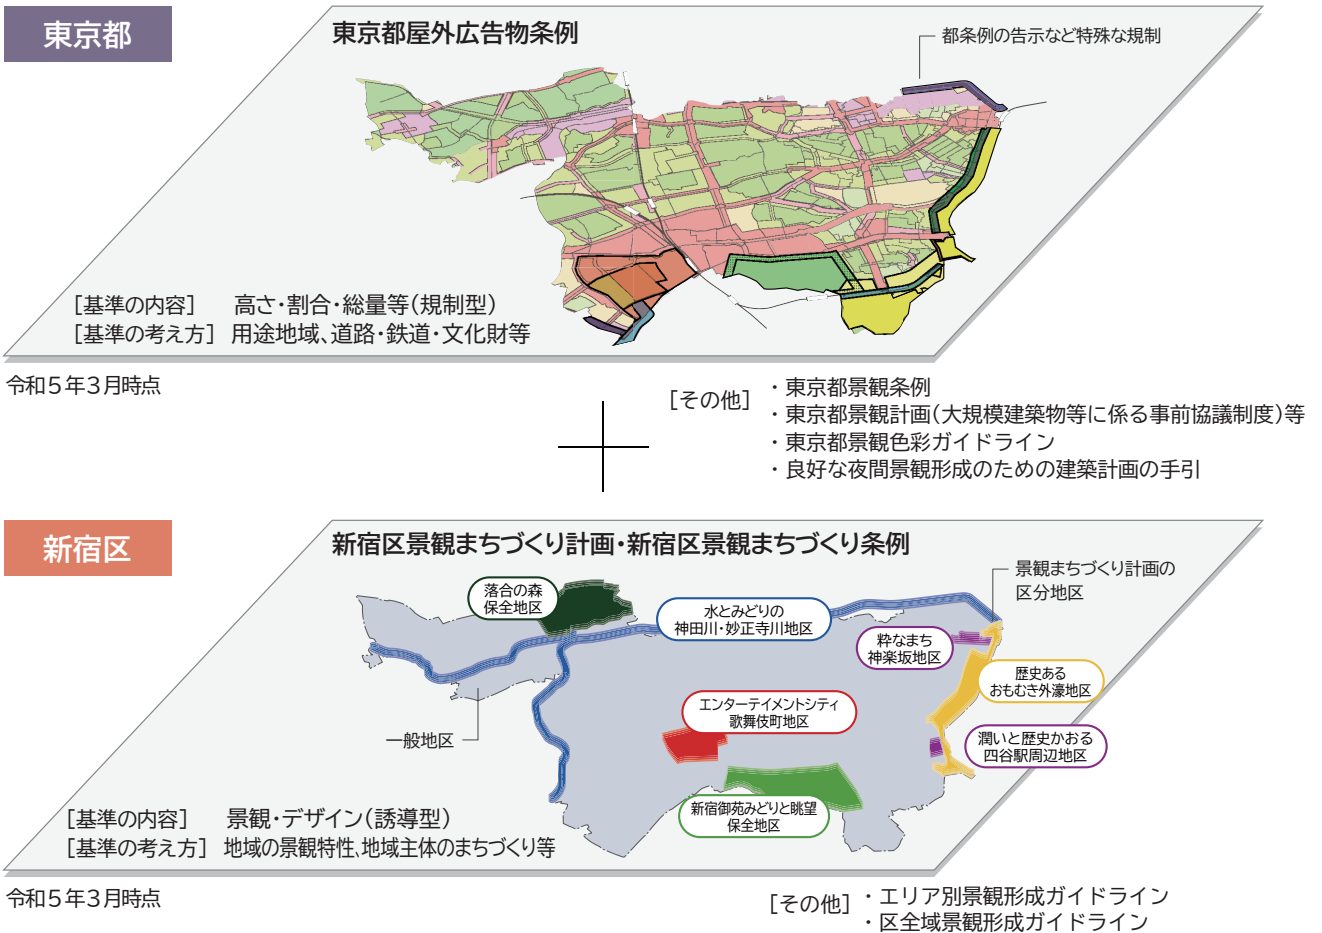 東京都
東京都屋外広告物条例
都条例の告示など特殊な規制
［基準の内容］　高さ・割合・総量等（規制型）
［基準の考え方］　用途地域、道路・鉄道・文化財等
令和５年３月時点
［その他］
・東京都景観条例
・東京都景観計画（大規模建築物等に係る事前協議制度）等
・東京都景観色彩ガイドライン
・良好な夜間景観形成のための建築計画の手引
新宿区
新宿区景観まちづくり計画・新宿区景観まちづくり条例
景観まちづくり計画の
区分地区
落合の森
保全地区
水とみどりの
神田川・妙正寺川地区
粋なまち
神楽坂地区
歴史ある
おもむき外濠地区
エンターテイメントシティ
歌舞伎町地区
潤いと歴史かおる
四谷駅周辺地区
一般地区
新宿御苑みどりと眺望
保全地区
［基準の内容］　景観・デザイン（誘導型）
［基準の考え方］　地域の景観特性、地域主体のまちづくり等
令和５年３月時点
［その他］
・エリア別景観形成ガイドライン
・区全域景観形成ガイドライン